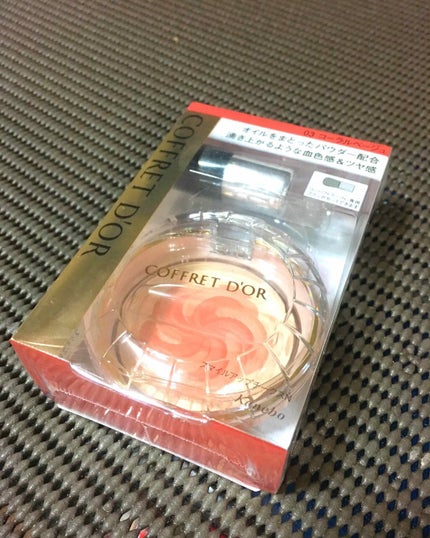 03 コーラルベージュ
オイルをまとったパウダー配合
湧き上がるような血色感&ツヤ感
COFFRET D'OR
COFFRET D'OR
スマイルアップチークスN
Kanebo